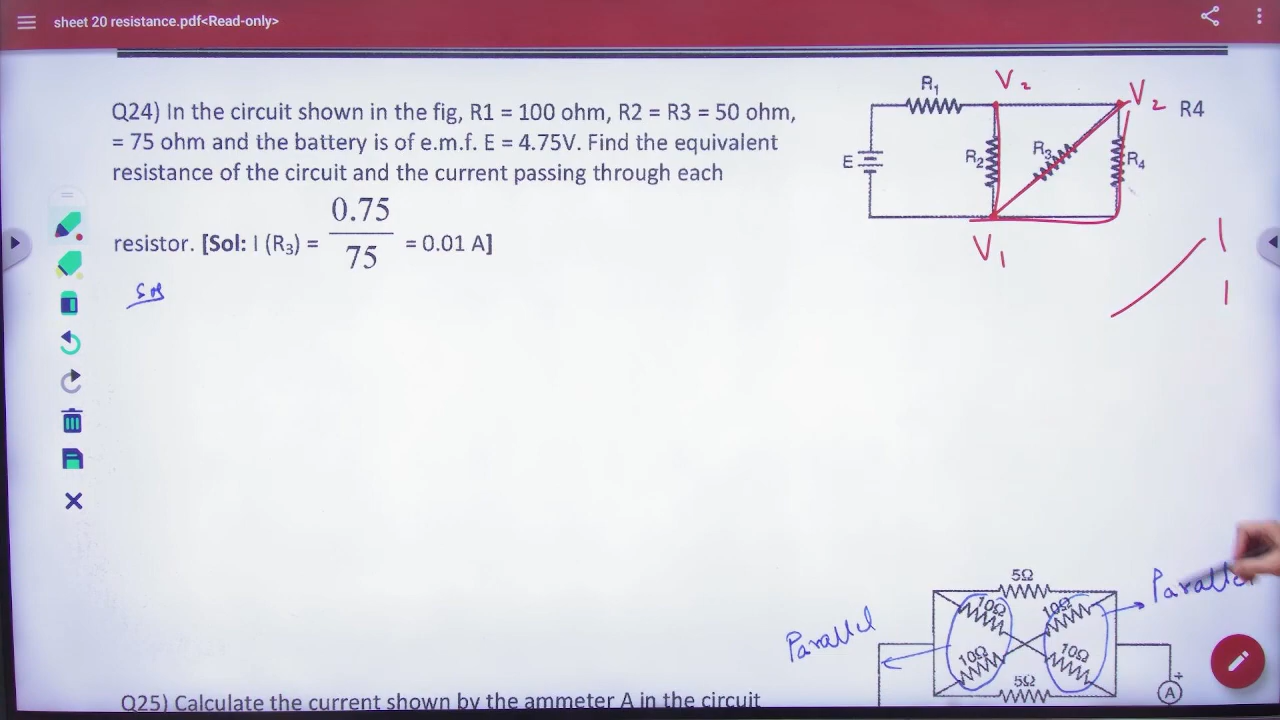 sheet 20 resistance.pdf<Read-only>
Q24) In the circuit shown in the fig, R1 = 100 ohm, R2 = R3 = 50 ohm,
R4
= 75 ohm and the battery is of e.m.f. E = 4.75V. Find the equivalent
resistance of the circuit and the current passing through each
resistor. [Sol: I (R₃) = 0.75 / 75 = 0.01 A]
Sol
R₁
V₂
V₂
E
R₂
R₃
R₄
V₁
1
1
5Ω
10Ω
10Ω
Parallel
Parallel
10Ω
10Ω
5Ω
A
+
Q25) Calculate the current shown by the ammeter A in the circuit